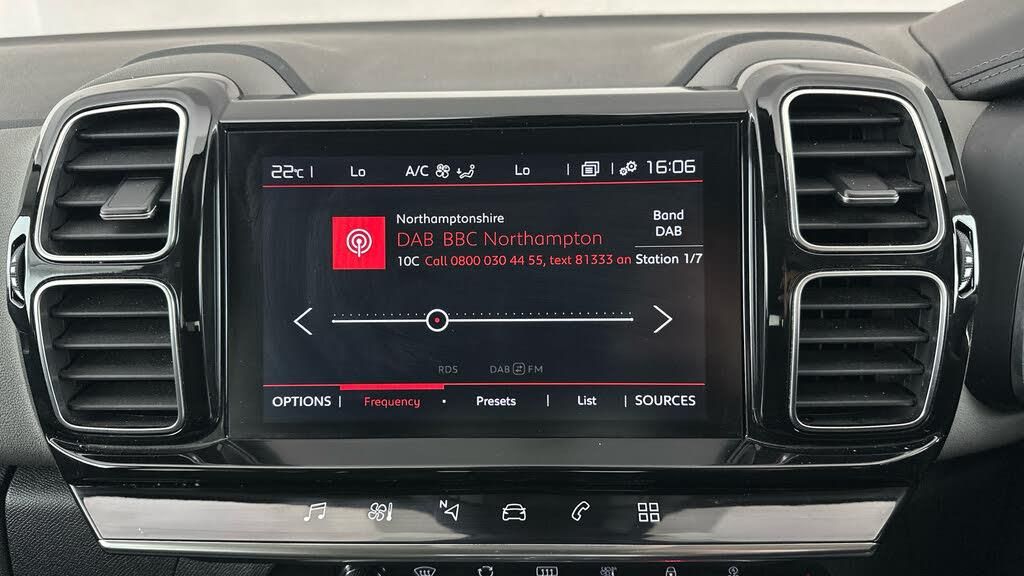 22°C | Lo A/C Lo | | 16:06
Northamptonshire
Band
DAB
DAB BBC Northampton
10C Call 0800 030 44 55, text 81333 an
Station 1/7
RDS DAB FM
OPTIONS | Frequency · Presets | List | SOURCES
N